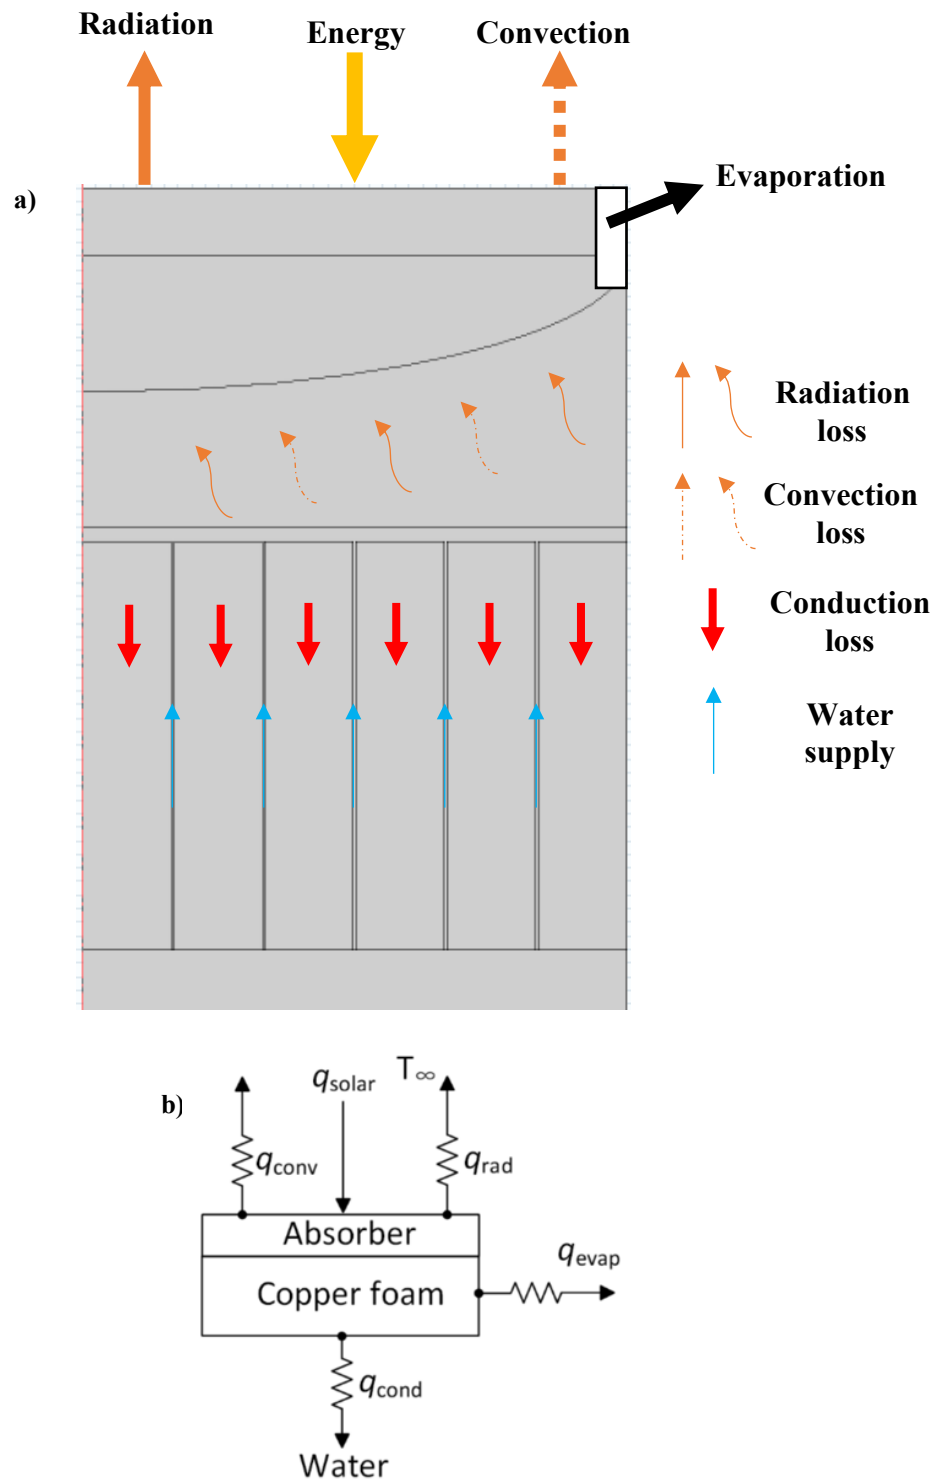 Radiation
Energy
Convection
Evaporation
a)
Radiation
loss
Convection
loss
Conduction
loss
Water
supply
b)
qsolar
T∞
qconv
qrad
Absorber
qevap
Copper foam
qcond
Water